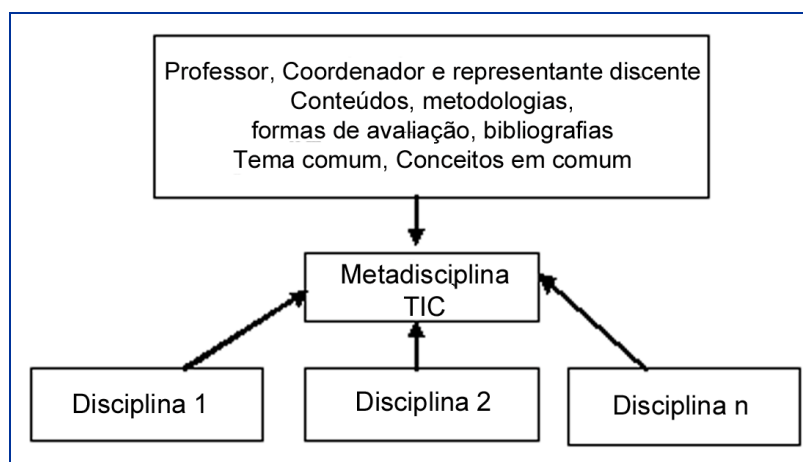 Professor, Coordenador e representante discente
Conteúdos, metodologias,
formas de avaliação, bibliografias
Tema comum, Conceitos em comum
Metadisciplina
TIC
Disciplina 1
Disciplina 2
Disciplina n